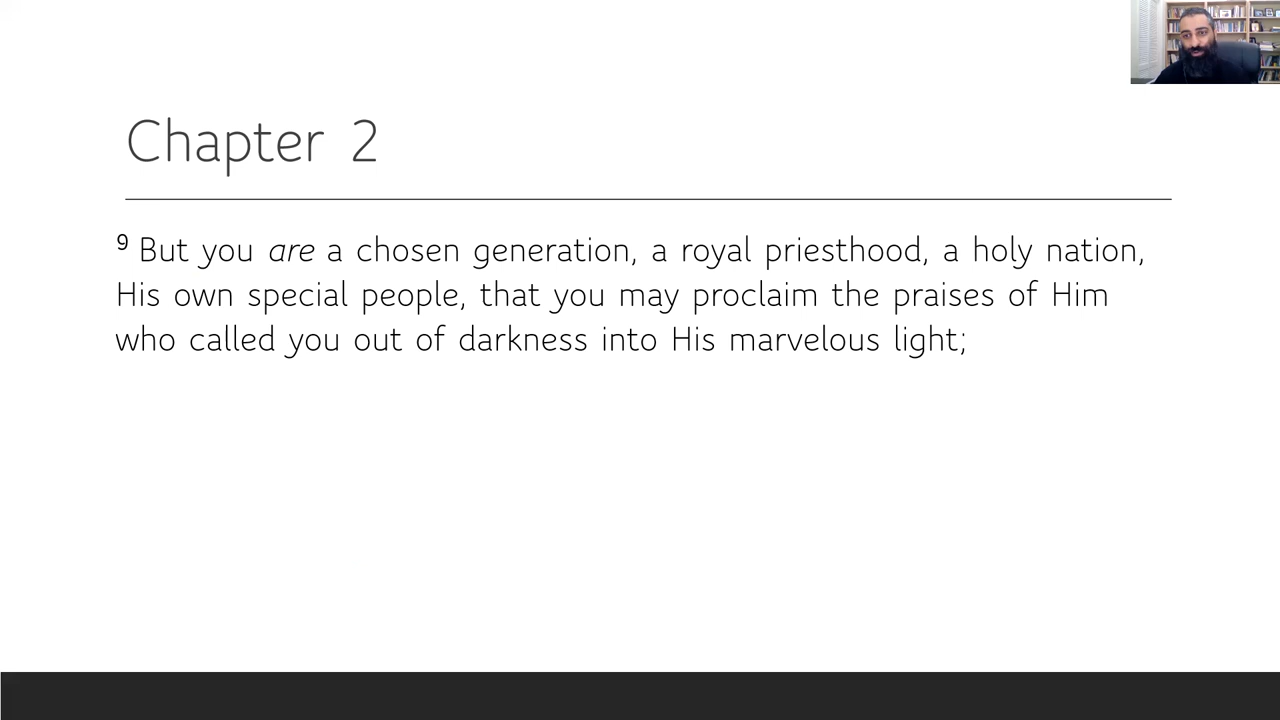 Chapter 2
⁹ But you are a chosen generation, a royal priesthood, a holy nation,
His own special people, that you may proclaim the praises of Him
who called you out of darkness into His marvelous light;